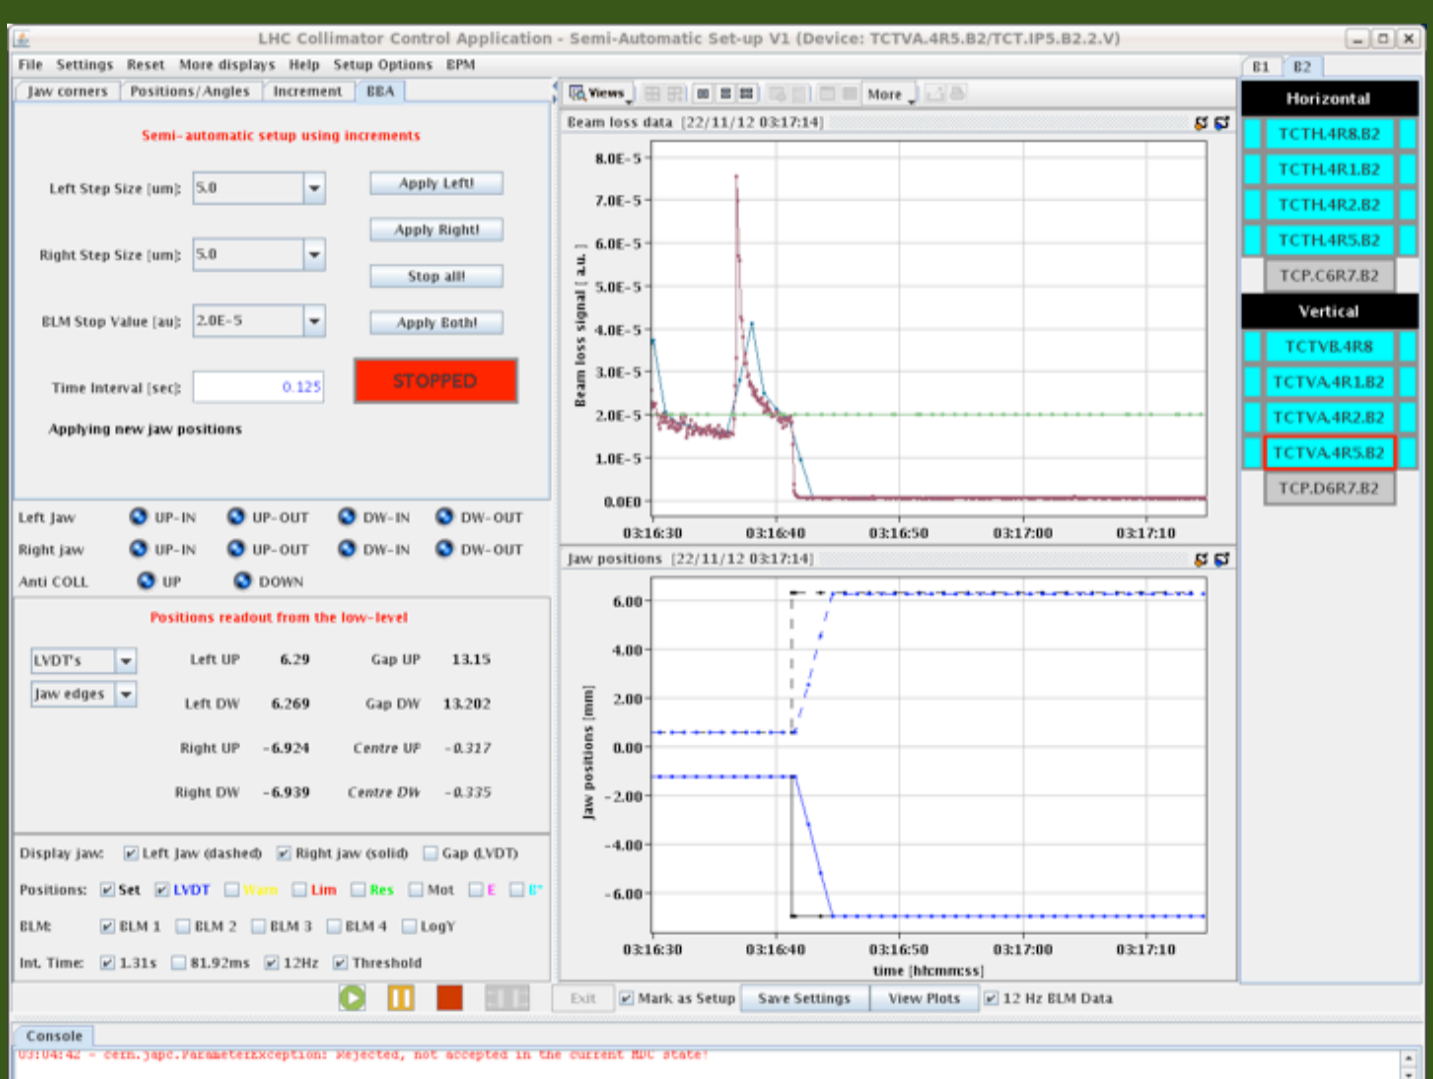 LHC Collimator Control Application - Semi-Automatic Set-up V1 (Device: TCTVA.4R5.B2/TCT.IP5.B2.2.V)
File Settings Reset More displays Help Setup Options BPM
B1 B2
Jaw corners Positions/Angles Increment BBA
Views More
Horizontal
TCTH.4R8.B2
TCTH.4R1.B2
TCTH.4R2.B2
TCTH.4R5.B2
TCP.C6R7.B2
Vertical
TCTVB.4R8
TCTVA.4R1.B2
TCTVA.4R2.B2
TCTVA.4R5.B2
TCP.D6R7.B2
Semi-automatic setup using increments
Left Step Size [um]: 5.0 Apply Left!
Apply Right!
Right Step Size [um]: 5.0
Stop all!
BLM Stop Value [au]: 2.0E-5 Apply Both!
Time Interval [sec]: 0.125 STOPPED
Applying new jaw positions
Left Jaw UP-IN UP-OUT DW-IN DW-OUT
Right jaw UP-IN UP-OUT DW-IN DW-OUT
Anti COLL UP DOWN
Positions readout from the low-level
LVDT's Left UP 6.29 Gap UP 13.15
Jaw edges Left DW 6.269 Gap DW 13.202
Right UP -6.924 Centre UP -0.317
Right DW -6.939 Centre DW -0.335
Display jaw: Left Jaw (dashed) Right jaw (solid) Gap (LVDT)
Positions: Set LVDT Warn Lim Res Mot E B*
BLM: BLM 1 BLM 2 BLM 3 BLM 4 LogY
Int. Time: 1.31s 81.92ms 12Hz Threshold
Beam loss data [22/11/12 03:17:14]
Beam loss signal [ a.u. ]
8.0E-5
7.0E-5
6.0E-5
5.0E-5
4.0E-5
3.0E-5
2.0E-5
1.0E-5
0.0E0
03:16:30 03:16:40 03:16:50 03:17:00 03:17:10
Jaw positions [22/11/12 03:17:14]
Jaw positions [mm]
6.00
4.00
2.00
0.00
-2.00
-4.00
-6.00
03:16:30 03:16:40 03:16:50 03:17:00 03:17:10
time [hh:mm:ss]
Exit Mark as Setup Save Settings View Plots 12 Hz BLM Data
Console
03:04:42 - cern.japc.ParameterException: Rejected, not accepted in the current MDC state!